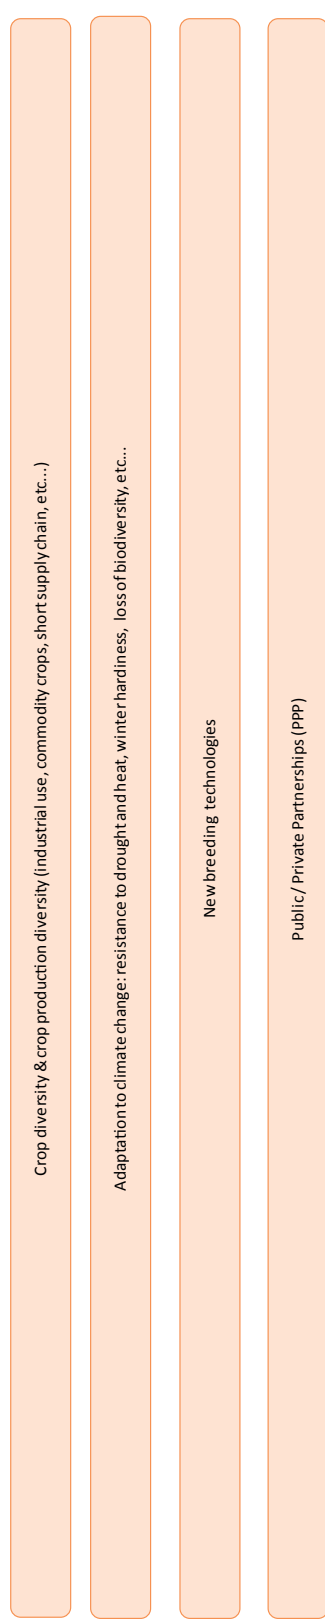 Crop diversity & crop production diversity (industrial use, commodity crops, short supply chain, etc...)
Adaptation to climate change: resistance to drought and heat, winter hardiness, loss of biodiversity, etc...
New breeding technologies
Public / Private Partnerships (PPP)